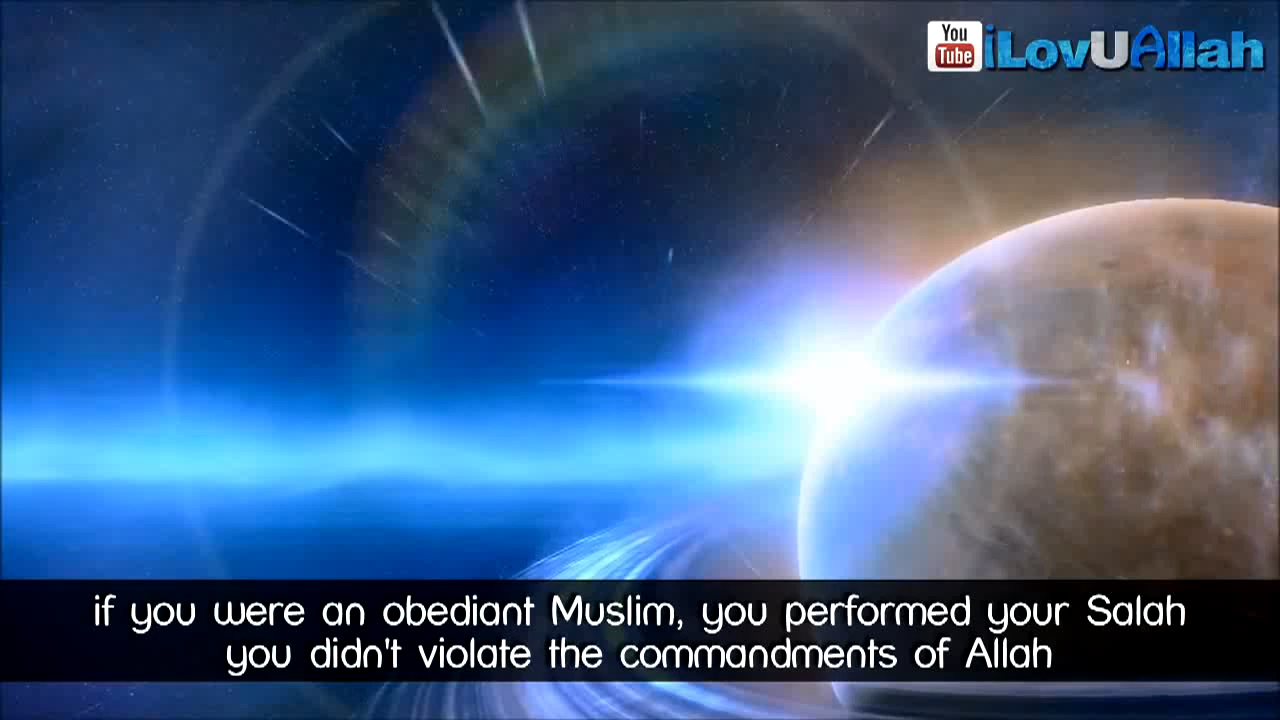 You
Tube
iLovUAllah
if you were an obediant Muslim, you performed your Salah
you didn't violate the commandments of Allah